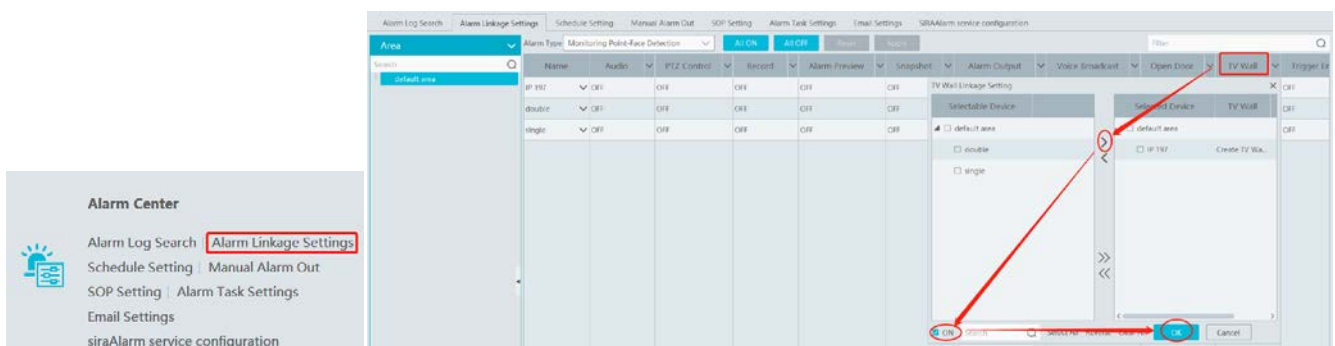 Alarm Center
Alarm Log Search | Alarm Linkage Settings
Schedule Setting | Manual Alarm Out
SOP Setting | Alarm Task Settings
Email Settings
siraAlarm service configuration
Alarm Log Search Alarm Linkage Settings Schedule Setting Manual Alarm Out SOP Setting Alarm Task Settings Email Settings SIRAAlarm service configuration
Area Alarm Type Monitoring Point-Face Detection All ON All OFF Reset Filter
Search Name Audio PTZ Control Record Alarm Preview Snapshot Alarm Output Voice Broadcast Open Door TV Wall Trigger
default area
IP 197 OFF OFF OFF OFF OFF TV Wall Linkage Setting OFF
double OFF OFF OFF OFF OFF Selectable Device Selected Device TV Wall OFF
single OFF OFF OFF OFF OFF default area default area OFF
double IP 197 Create TV Wa...
single
ON Search Select All OK Cancel